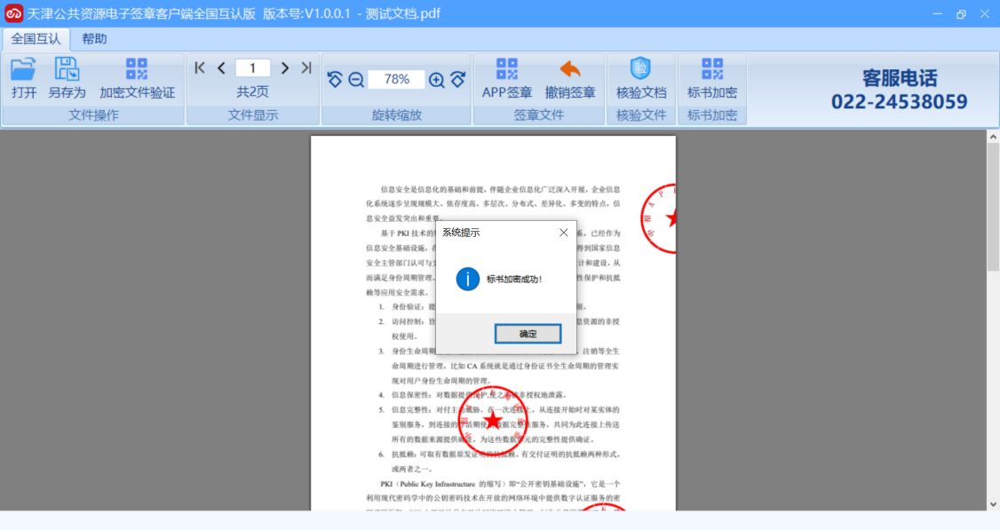 天津公共资源电子签章客户端全国互认版 版本号:V1.0.0.1 - 测试文档.pdf
全国互认 帮助
打开 另存为 加密文件验证
文件操作
1
共2页
文件显示
78%
旋转缩放
APP签章 撤销签章
签章文件
核验文档
核验文件
标书加密
标书加密
客服电话
022-24538059
信息安全是信息化的基础和前提，伴随企业信息化广泛深入开展，企业信息
化系统逐步呈现规模大、依存度高、多层次、分布式、差异化、多变的特点，信
息安全益发突出和重要。
基于 PKI 技术的 系，已经作为
信息安全基础设施， 得到国家信息
安全主管部门认可与 计和建设，从
而满足身份周期管理、 性保护和抗抵
赖等应用安全需求。
1. 身份验证：提 别。
2. 访问控制：旨 息资源的非授
权使用。
3. 身份生命周期 注销等全生
命周期进行管理，比如 CA 系统就是通过身份证书全生命周期的管理实
现对用户身份生命周期的管理。
4. 信息保密性：对数据提供保护,使之不被非授权地泄露。
5. 信息完整性：对付主动威胁。在一次连接上，从连接开始时对某实体的
鉴别服务，到连接的存活期使用数据完整性服务，共同为此连接上传送
所有的数据来源提供确证，为这些数据单元的完整性提供确证。
6. 抗抵赖：可取有数据原发证明的抗抵赖、有交付证明的抗抵赖两种形式，
或两者之一。
PKI（Public Key Infrastructure 的缩写）即“公开密钥基础设施”，它是一个
利用现代密码学中的公钥密码技术在开放的网络环境中提供数字认证服务的密
系统提示
标书加密成功!
确定